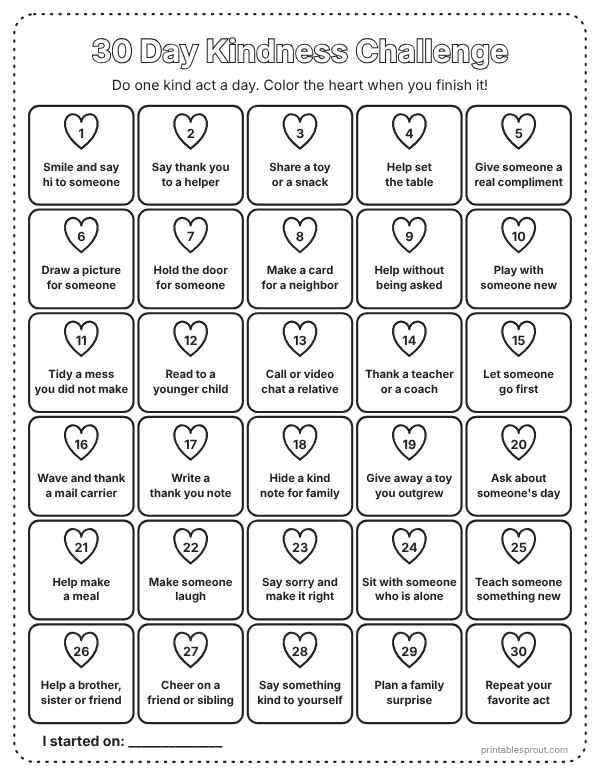 30 Day Kindness Challenge
Do one kind act a day. Color the heart when you finish it!
1
Smile and say
hi to someone
2
Say thank you
to a helper
3
Share a toy
or a snack
4
Help set
the table
5
Give someone a
real compliment
6
Draw a picture
for someone
7
Hold the door
for someone
8
Make a card
for a neighbor
9
Help without
being asked
10
Play with
someone new
11
Tidy a mess
you did not make
12
Read to a
younger child
13
Call or video
chat a relative
14
Thank a teacher
or a coach
15
Let someone
go first
16
Wave and thank
a mail carrier
17
Write a
thank you note
18
Hide a kind
note for family
19
Give away a toy
you outgrew
20
Ask about
someone's day
21
Help make
a meal
22
Make someone
laugh
23
Say sorry and
make it right
24
Sit with someone
who is alone
25
Teach someone
something new
26
Help a brother,
sister or friend
27
Cheer on a
friend or sibling
28
Say something
kind to yourself
29
Plan a family
surprise
30
Repeat your
favorite act
I started on: _____________
printablesprout.com